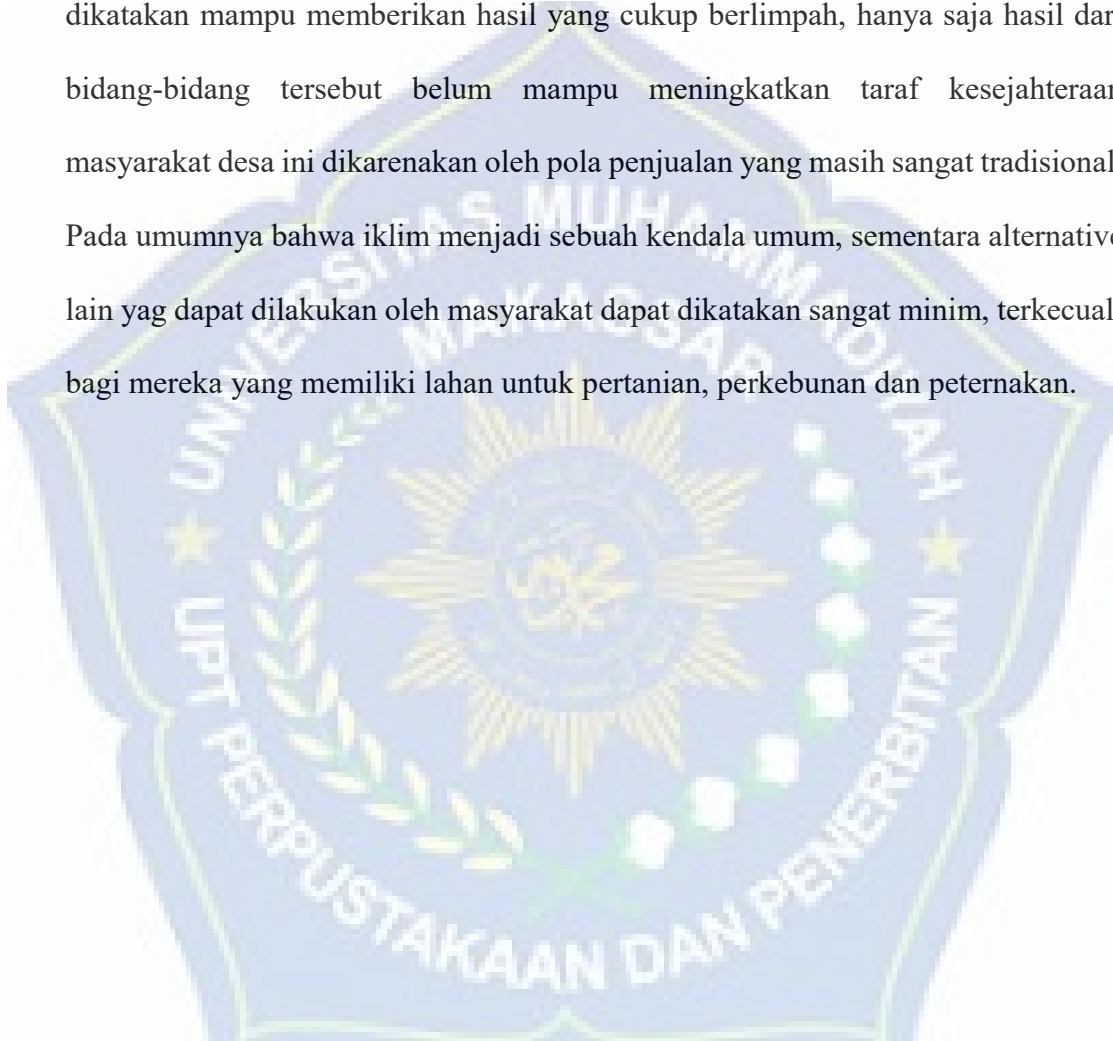 dikatakan mampu memberikan hasil yang cukup berlimpah, hanya saja hasil dar
bidang-bidang tersebut belum mampu meningkatkan taraf kesejahteraan
masyarakat desa ini dikarenakan oleh pola penjualan yang masih sangat tradisional
Pada umumnya bahwa iklim menjadi sebuah kendala umum, sementara alternative
lain yag dapat dilakukan oleh masyarakat dapat dikatakan sangat minim, terkecual
bagi mereka yang memiliki lahan untuk pertanian, perkebunan dan peternakan.
UNIVERSITAS MUHAMMADIYAH
MAKASSAR
UPT PERPUSTAKAAN DAN PENERBITAN